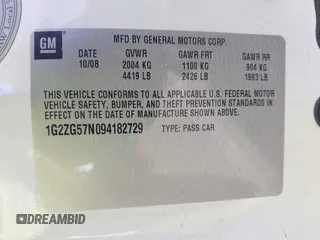 GM
MFD BY GENERAL MOTORS CORP.
DATE GVWR GAWR FRT GAWR RR
10/08 2004 KG 1100 KG 904 KG
4419 LB 2426 LB 1993 LB
THIS VEHICLE CONFORMS TO ALL APPLICABLE U.S. FEDERAL MOTOR
VEHICLE SAFETY, BUMPER, AND THEFT PREVENTION STANDARDS IN
EFFECT ON THE DATE OF MANUFACTURE SHOWN ABOVE.
1G2ZG57N094182729 TYPE: PASS CAR
DREAMBID